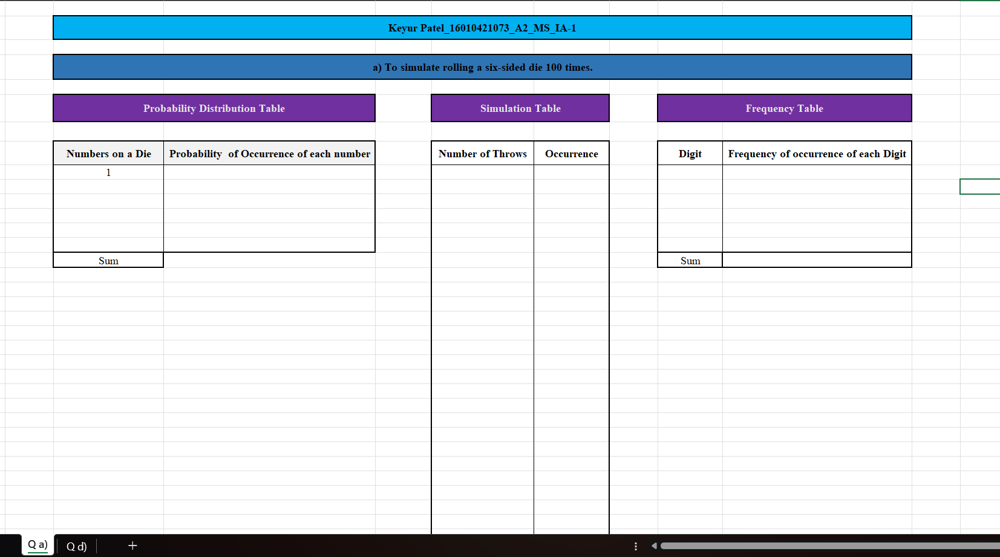 Keyur Patel_16010421073_A2_MS_IA-1
a) To simulate rolling a six-sided die 100 times.
Probability Distribution Table
Simulation Table
Frequency Table
Numbers on a Die
Probability  of Occurrence of each number
Number of Throws
Occurrence
Digit
Frequency of occurrence of each Digit
1
Sum
Sum
Q a)
Q d)